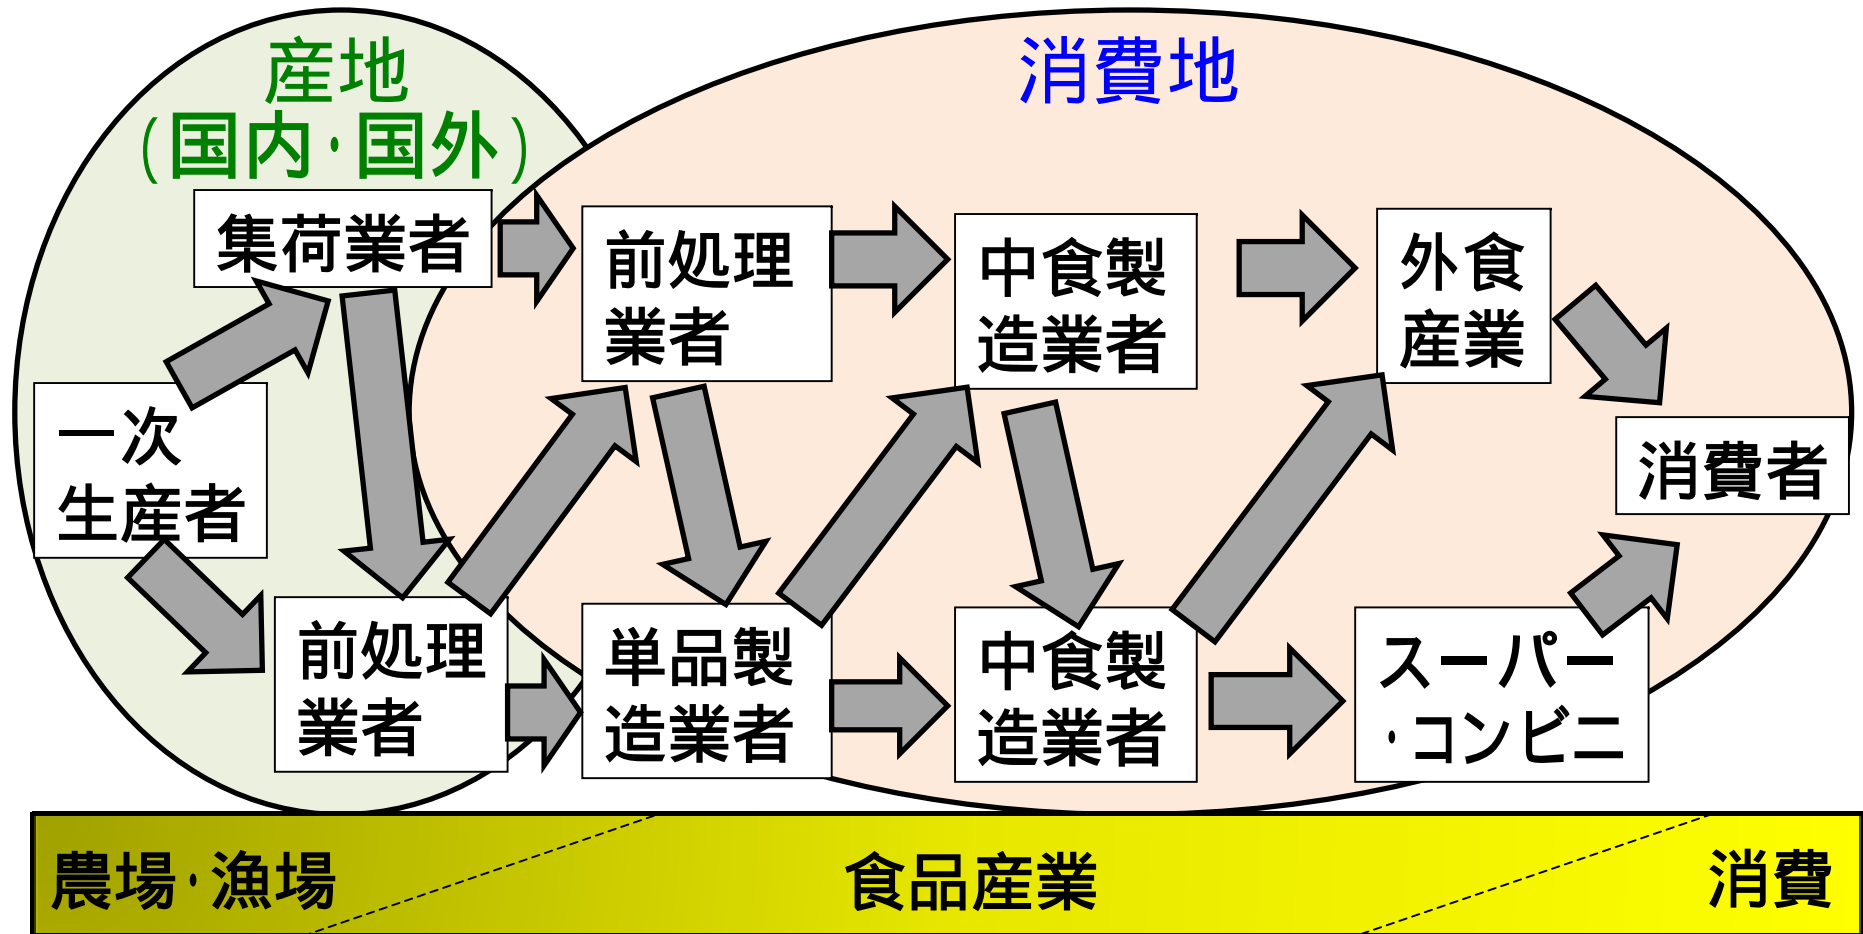 産地
（国内・国外）
消費地
集荷業者
前処理
業者
中食製
造業者
外食
産業
一次
生産者
消費者
前処理
業者
単品製
造業者
中食製
造業者
スーパー
・コンビニ
農場・漁場
食品産業
消費